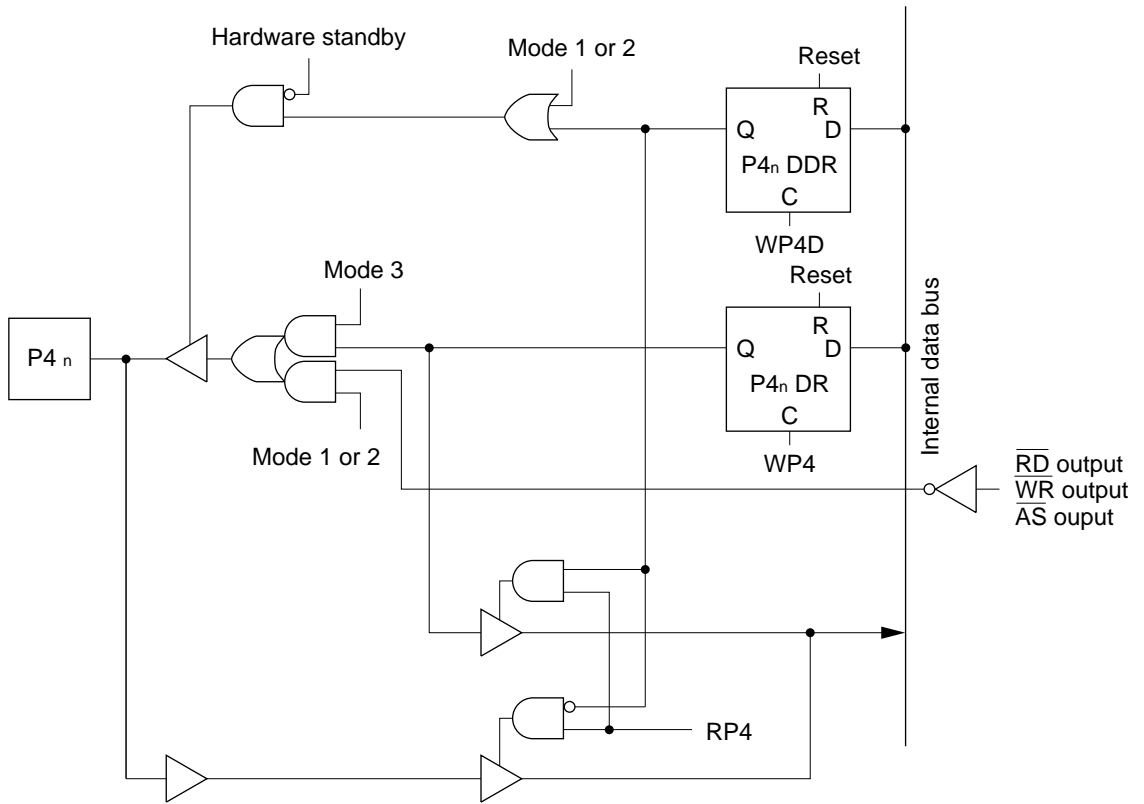 Hardware standby
Mode 1 or 2
Reset
R
Q D
P4n DDR
C
WP4D
Mode 3
Reset
R
Q D
P4 n
P4n DR
C
Internal data bus
Mode 1 or 2
WP4
RD output
WR output
AS ouput
RP4